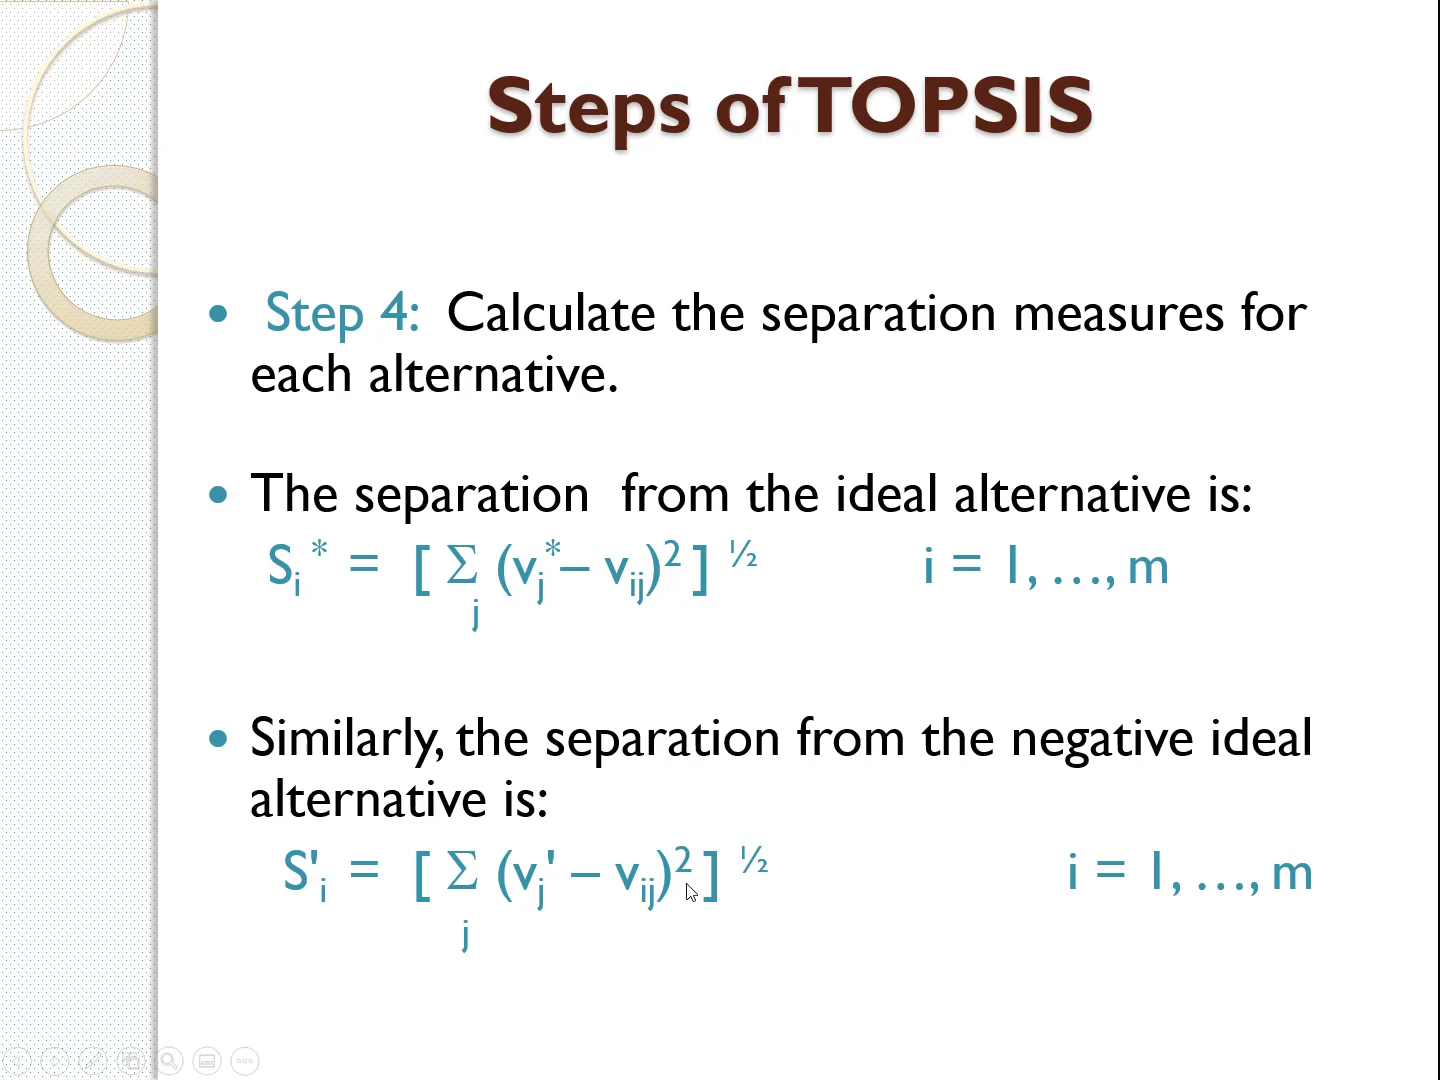 Steps of TOPSIS
• Step 4: Calculate the separation measures for
each alternative.
• The separation from the ideal alternative is:
Sᵢ* = [ Σ (vⱼ* – vᵢⱼ)² ] ½ i = 1, …, m
j
• Similarly, the separation from the negative ideal
alternative is:
S'ᵢ = [ Σ (vⱼ' – vᵢⱼ)² ] ½ i = 1, …, m
j